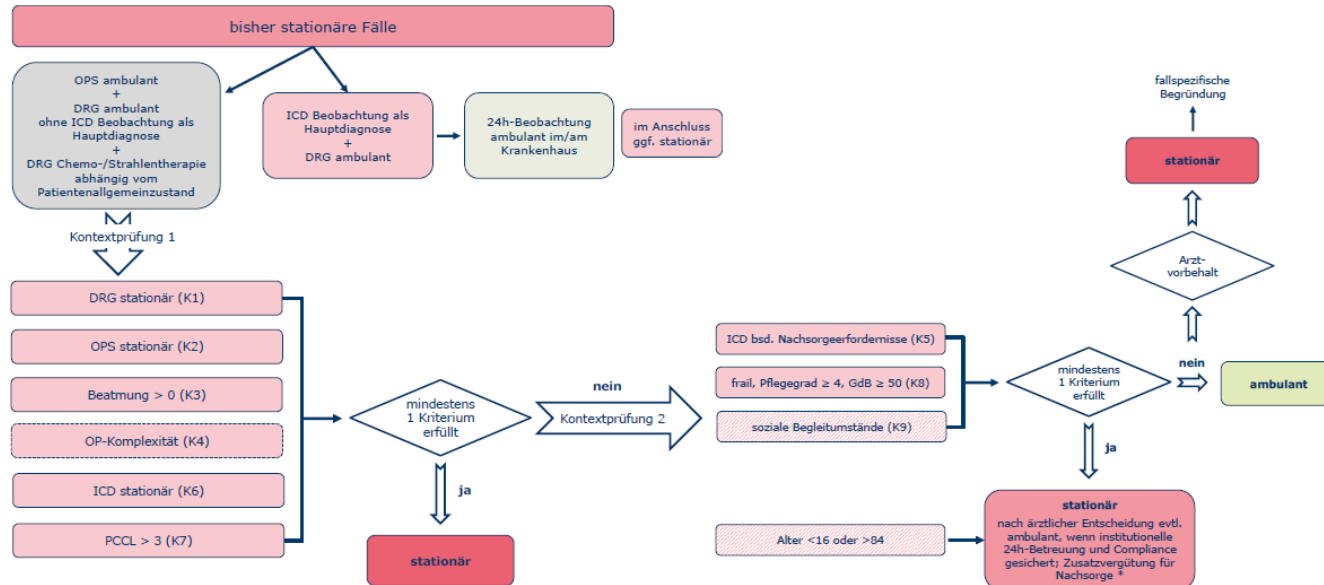 bisher stationäre Fälle
OPS ambulant
+
DRG ambulant
ohne ICD Beobachtung als
Hauptdiagnose
+
DRG Chemo-/Strahlentherapie
abhängig vom
Patientenallgemeinzustand
ICD Beobachtung als
Hauptdiagnose
+
DRG ambulant
24h-Beobachtung
ambulant im/am
Krankenhaus
im Anschluss
ggf. stationär
Kontextprüfung 1
DRG stationär (K1)
OPS stationär (K2)
Beatmung > 0 (K3)
OP-Komplexität (K4)
ICD stationär (K6)
PCCL > 3 (K7)
mindestens
1 Kriterium
erfüllt
ja
stationär
nein
Kontextprüfung 2
ICD bsd. Nachsorgeerfordernisse (K5)
frail, Pflegegrad ≥ 4, GdB ≥ 50 (K8)
soziale Begleitumstände (K9)
Alter <16 oder >84
mindestens
1 Kriterium
erfüllt
nein
ambulant
ja
stationär
nach ärztlicher Entscheidung evtl.
ambulant, wenn institutionelle
24h-Betreuung und Compliance
gesichert; Zusatzvergütung für
Nachsorge *
Arzt-
vorbehalt
stationär
fallspezifische
Begründung